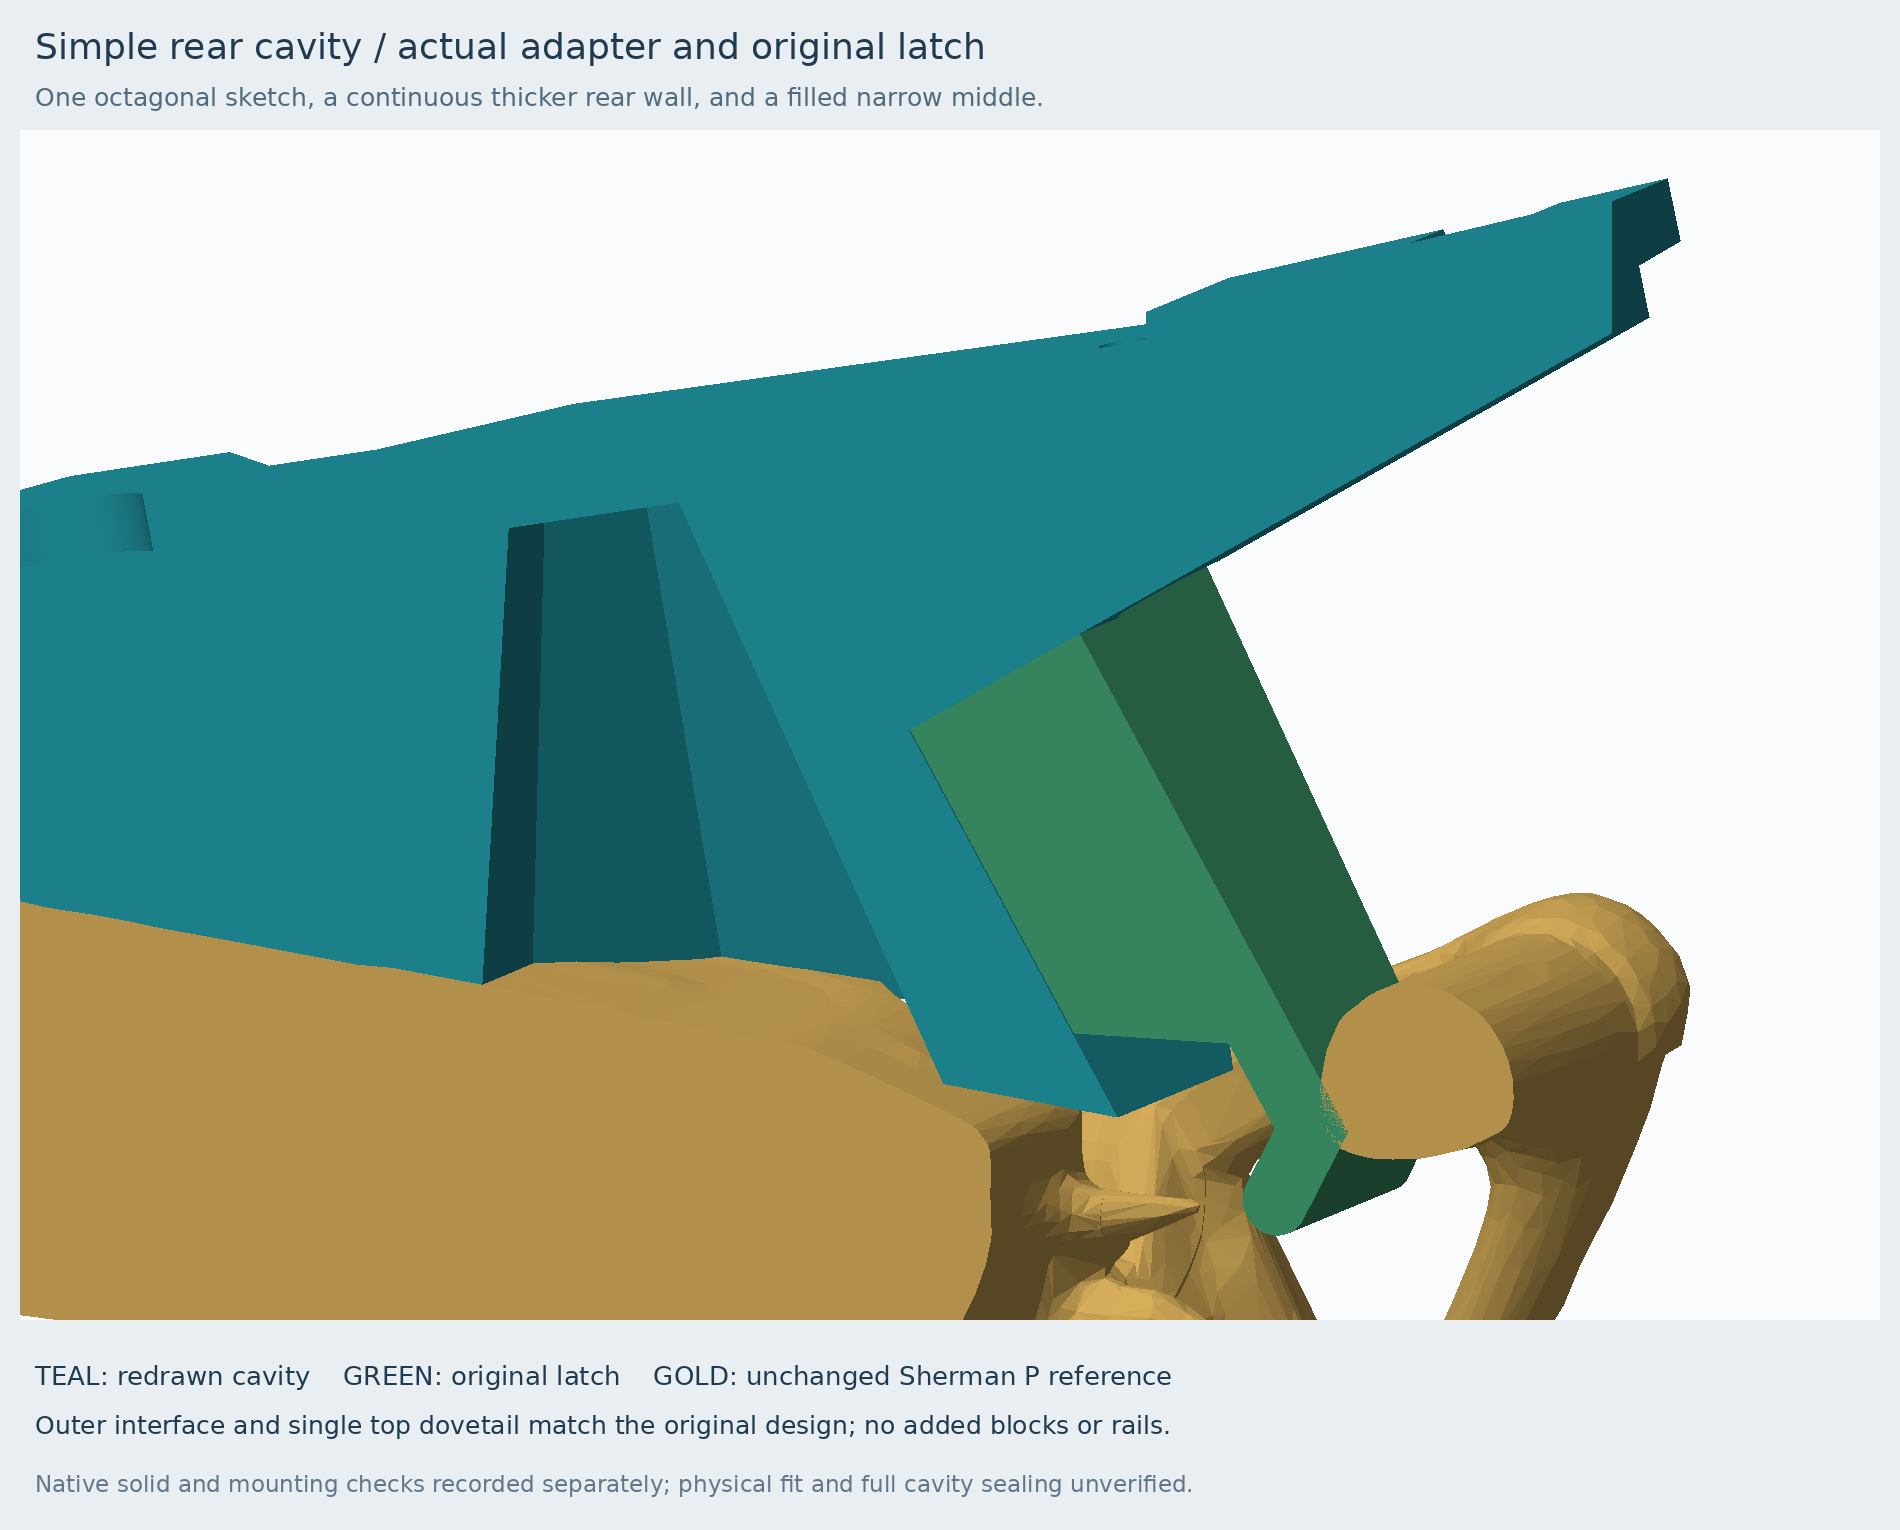 Simple rear cavity / actual adapter and original latch
One octagonal sketch, a continuous thicker rear wall, and a filled narrow middle.
TEAL: redrawn cavity    GREEN: original latch    GOLD: unchanged Sherman P reference
Outer interface and single top dovetail match the original design; no added blocks or rails.
Native solid and mounting checks recorded separately; physical fit and full cavity sealing unverified.